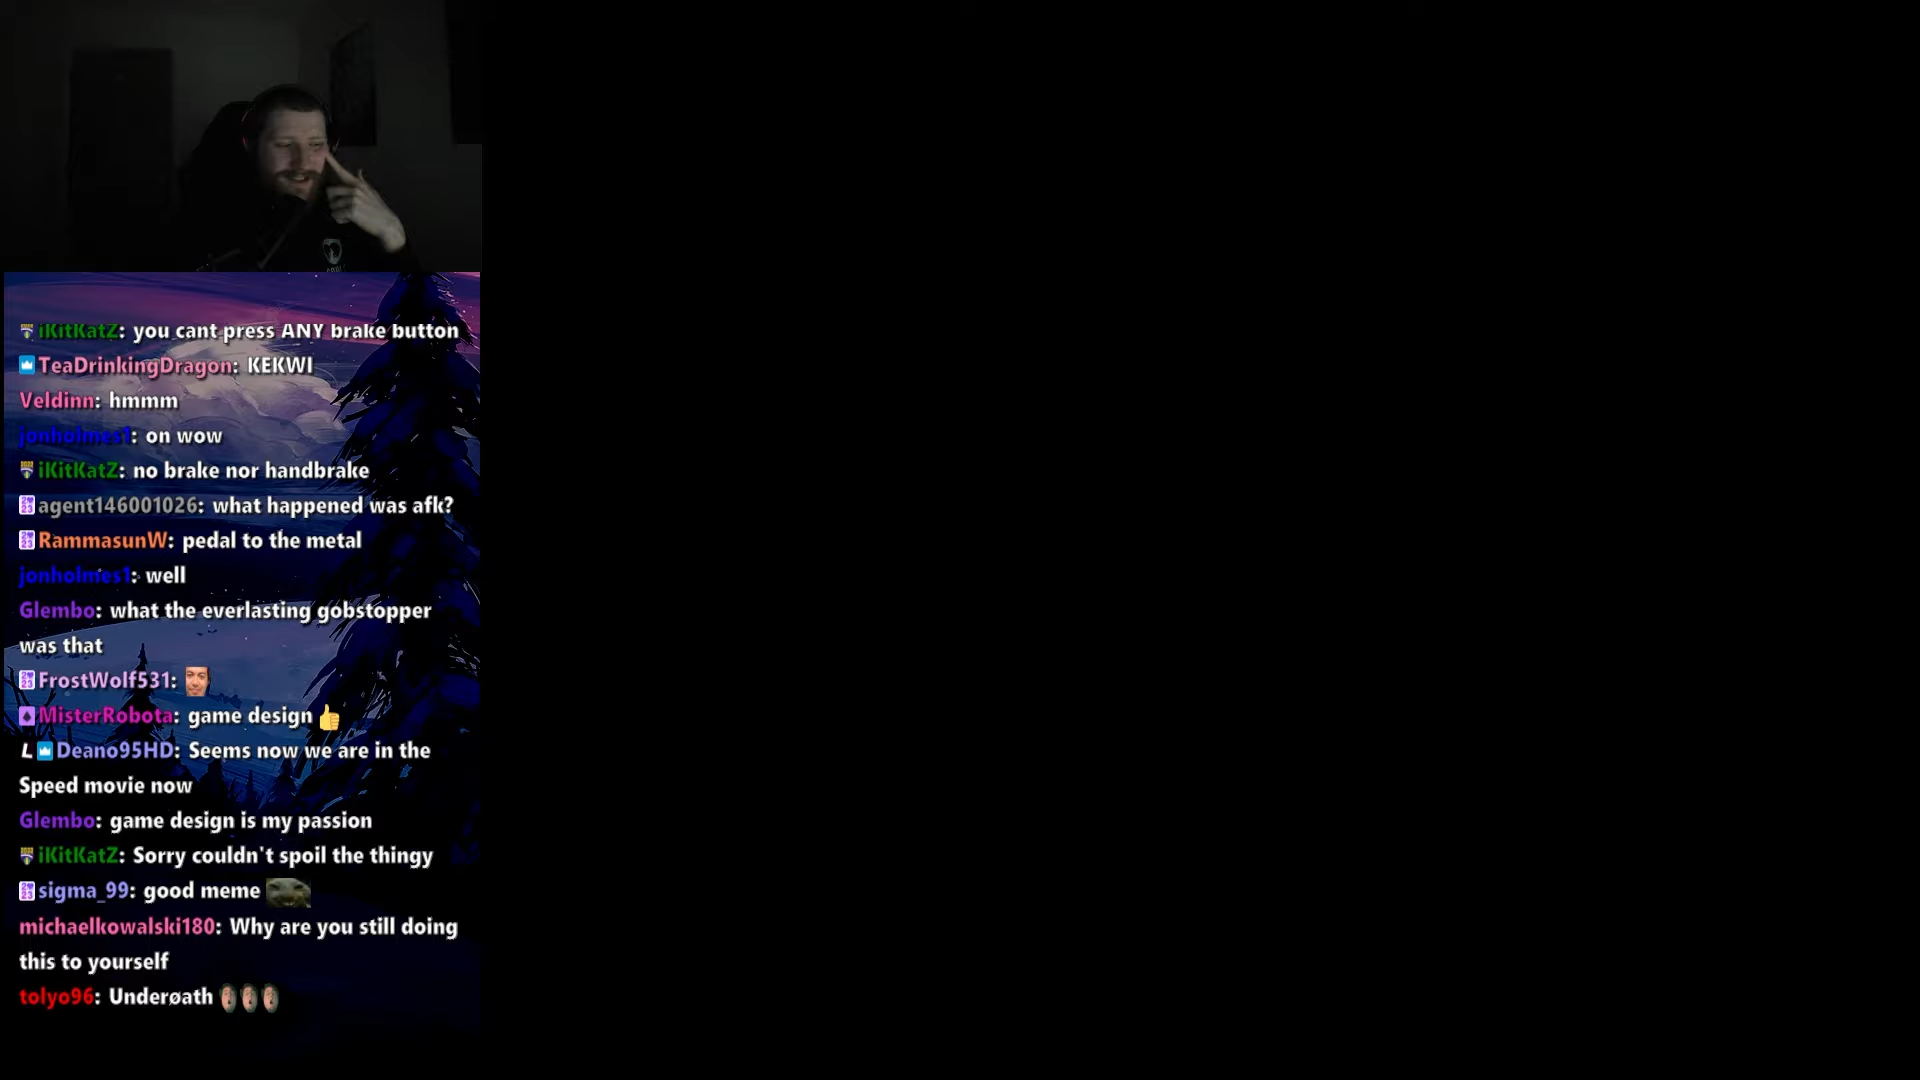 iKitKatZ: you cant press ANY brake button
TeaDrinkingDragon: KEKWI
Veldinn: hmmm
jonholmes1: on wow
iKitKatZ: no brake nor handbrake
agent146001026: what happened was afk?
RammasunW: pedal to the metal
jonholmes1: well
Glembo: what the everlasting gobstopper
was that
FrostWolf531:
MisterRobota: game design
L Deano95HD: Seems now we are in the
Speed movie now
Glembo: game design is my passion
iKitKatZ: Sorry couldn't spoil the thingy
sigma_99: good meme
michaelkowalski180: Why are you still doing
this to yourself
tolyo96: Underøath